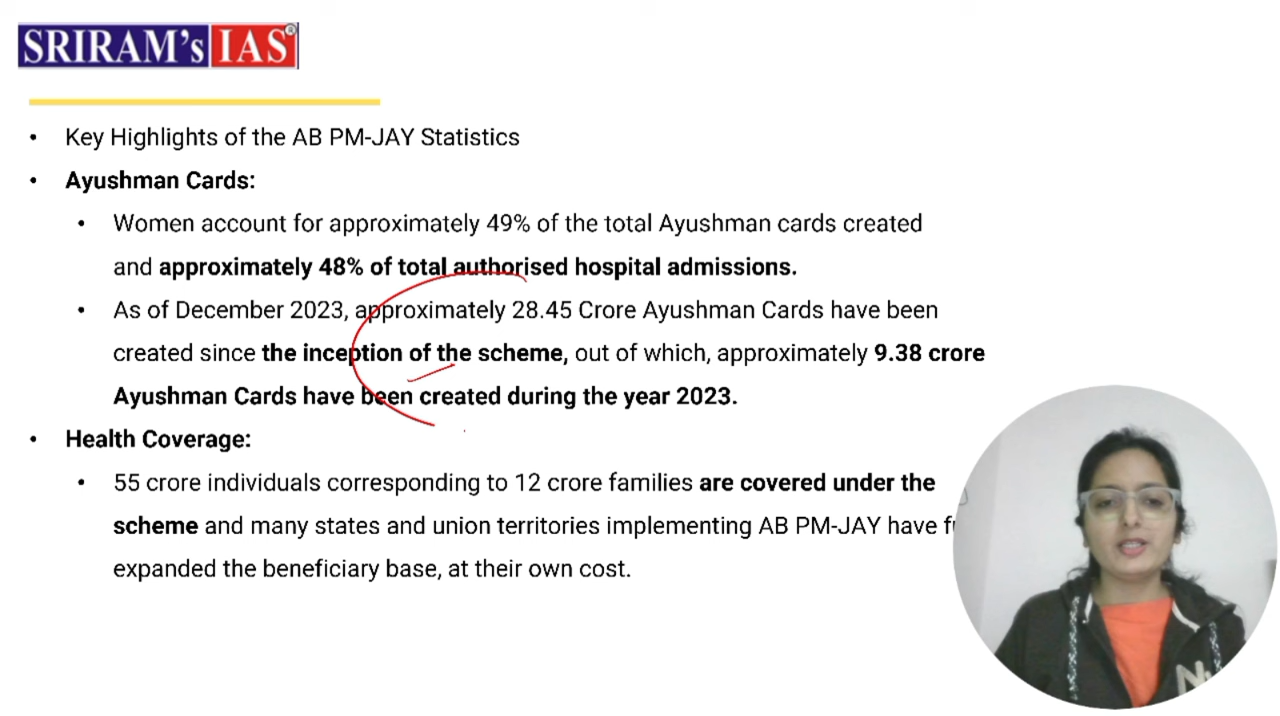 SRIRAM's IAS®
• Key Highlights of the AB PM-JAY Statistics
• Ayushman Cards:
• Women account for approximately 49% of the total Ayushman cards created
and approximately 48% of total authorised hospital admissions.
• As of December 2023, approximately 28.45 Crore Ayushman Cards have been
created since the inception of the scheme, out of which, approximately 9.38 crore
Ayushman Cards have been created during the year 2023.
• Health Coverage:
• 55 crore individuals corresponding to 12 crore families are covered under the
scheme and many states and union territories implementing AB PM-JAY have
expanded the beneficiary base, at their own cost.